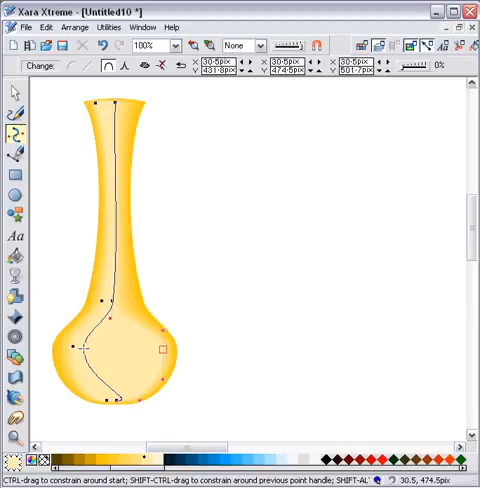 Xara Xtreme - [Untitled10 *]
File Edit Arrange Utilities Window Help
100% None
Change: X 30·5pix X 30·5pix X 30·5pix 0%
Y 431·8pix Y 474·5pix Y 501·7pix
Aa
CTRL-drag to constrain around start; SHIFT-CTRL-drag to constrain around previous point handle; SHIFT-AL 30.5, 474.5pix